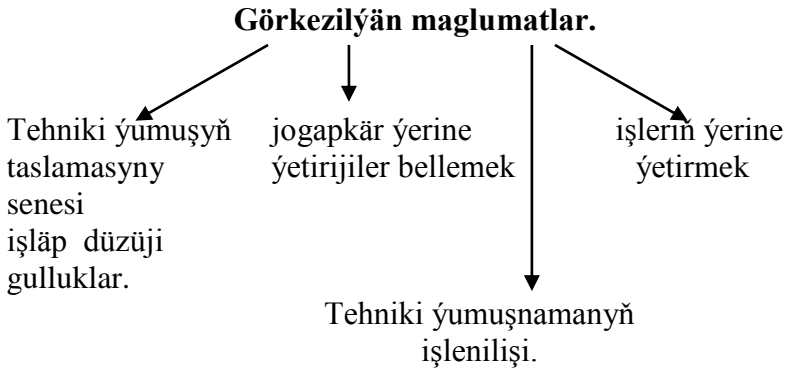 Görkezilýän maglumatlar.
Tehniki ýumuşyň
taslamasyny
senesi
işläp düzüji
gulluklar.
jogapkär ýerine
ýetirijiler bellemek
işleriň ýerine
ýetirmek
Tehniki ýumuşnamanyň
işlenilişi.